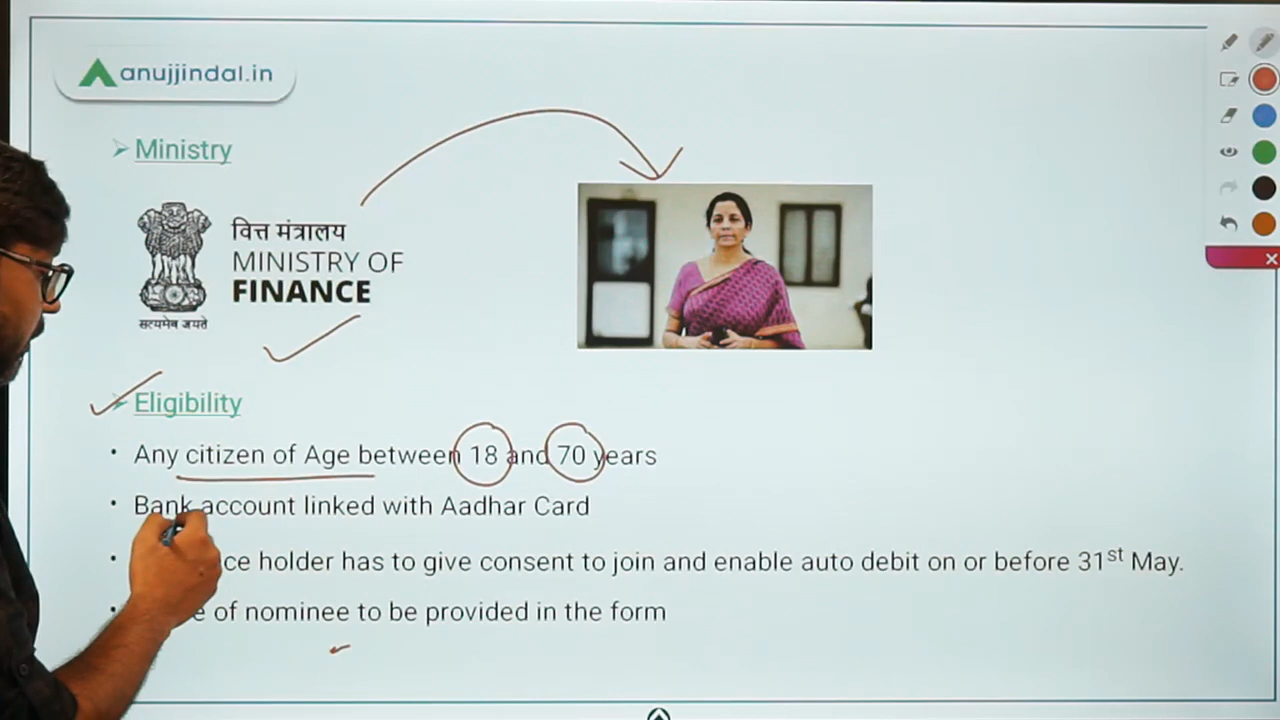 anujjindal.in
Ministry
वित्त मंत्रालय
MINISTRY OF
FINANCE
सत्यमेव जयते
Eligibility
Any citizen of Age between 18 and 70 years
Bank account linked with Aadhar Card
holder has to give consent to join and enable auto debit on or before 31st May.
of nominee to be provided in the form